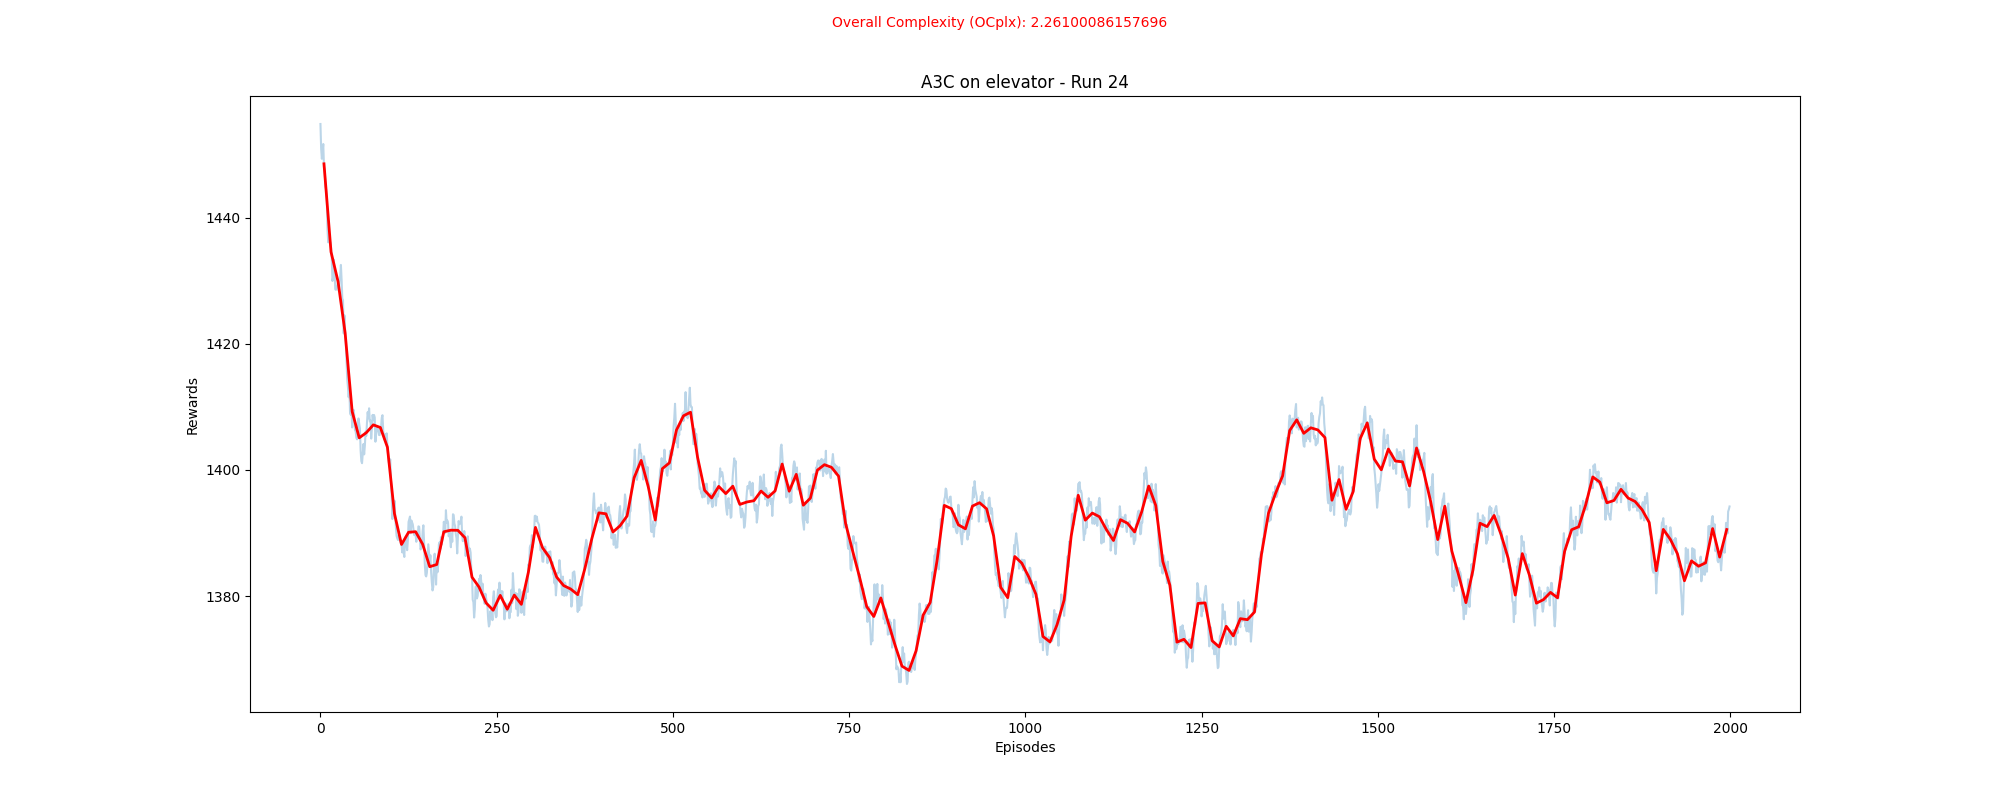 Overall Complexity (OCplx): 2.26100086157696
A3C on elevator - Run 24
1440
1420
1400
1380
Rewards
0 250 500 750 1000 1250 1500 1750 2000
Episodes